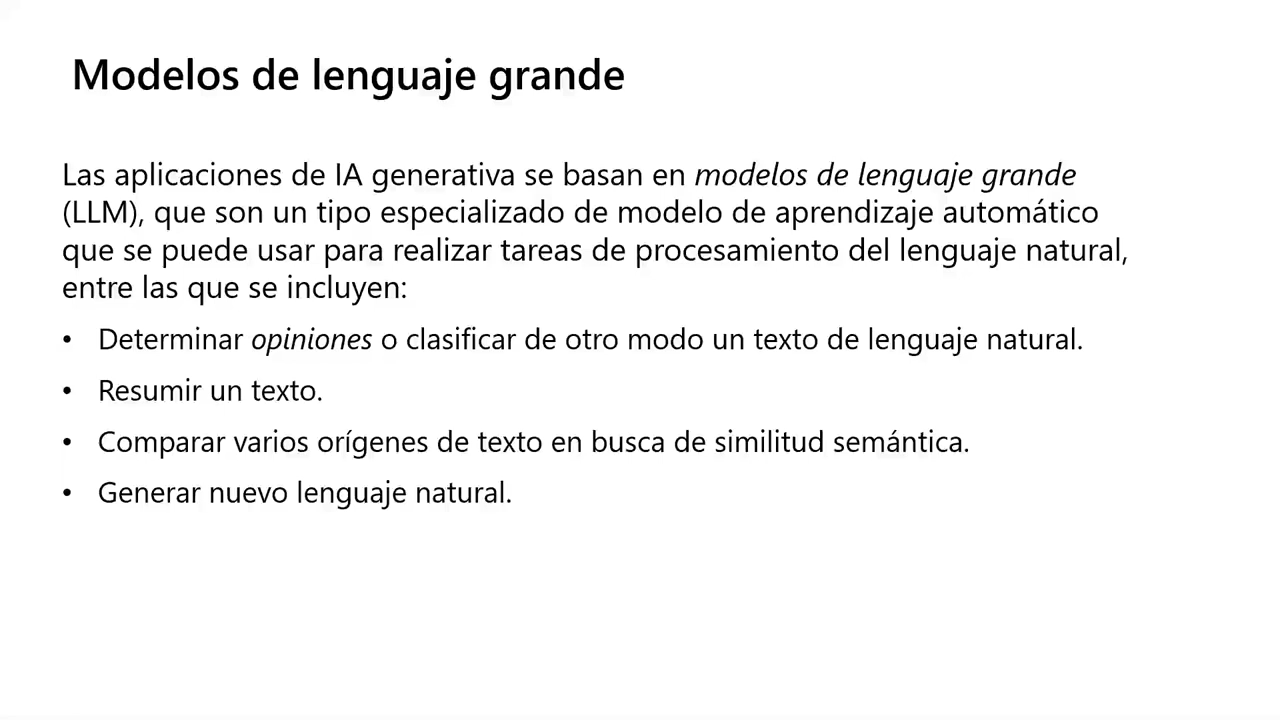 Modelos de lenguaje grande
Las aplicaciones de IA generativa se basan en modelos de lenguaje grande
(LLM), que son un tipo especializado de modelo de aprendizaje automático
que se puede usar para realizar tareas de procesamiento del lenguaje natural,
entre las que se incluyen:
• Determinar opiniones o clasificar de otro modo un texto de lenguaje natural.
• Resumir un texto.
• Comparar varios orígenes de texto en busca de similitud semántica.
• Generar nuevo lenguaje natural.